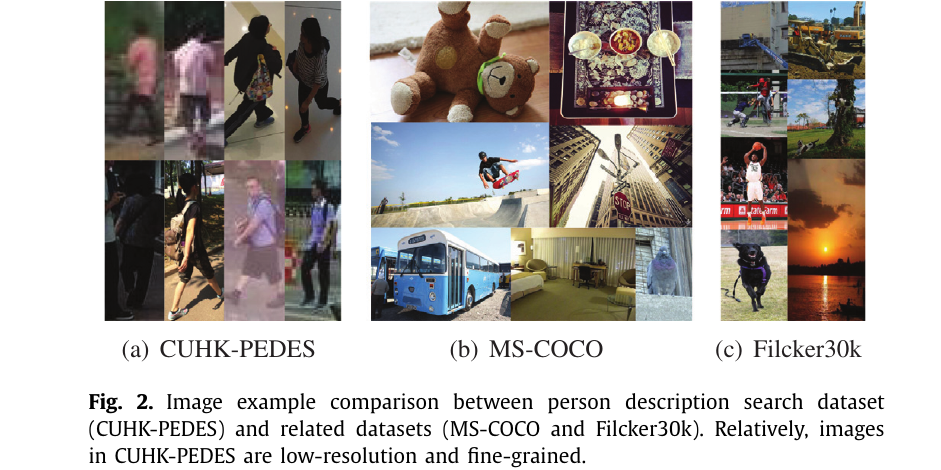 STOP
(a) CUHK-PEDES
(b) MS-COCO
(c) Filcker30k
Fig. 2. Image example comparison between person description search dataset
(CUHK-PEDES) and related datasets (MS-COCO and Filcker30k). Relatively, images
in CUHK-PEDES are low-resolution and fine-grained.